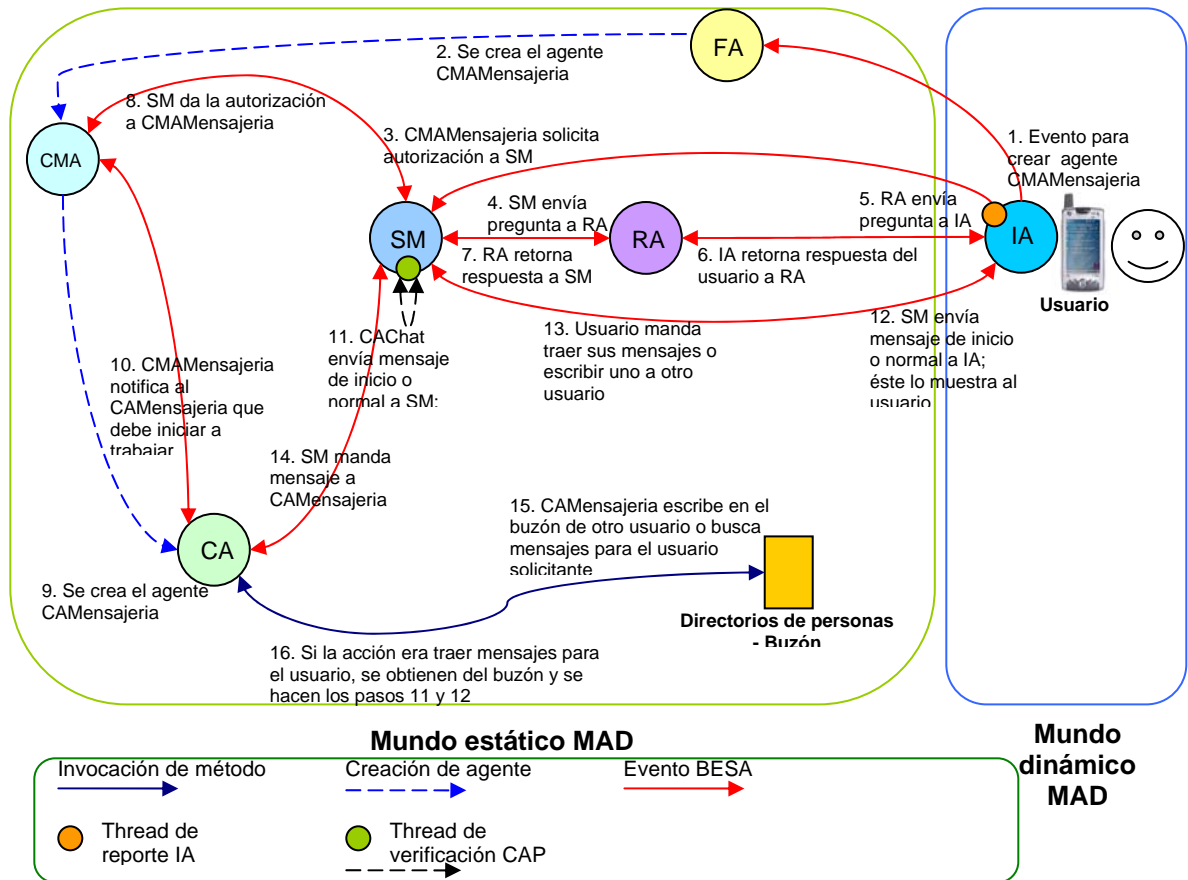 FA
2. Se crea el agente
CMAMensajeria
8. SM da la autorización
a CMAMensajeria
CMA
3. CMAMensajeria solicita
autorización a SM
1. Evento para
crear agente
CMAMensajeria
4. SM envía
pregunta a RA
5. RA envía
pregunta a IA
SM
RA
IA
7. RA retorna
respuesta a SM
6. IA retorna respuesta del
usuario a RA
Usuario
11. CAChat
envía mensaje
de inicio o
normal a SM;
13. Usuario manda
traer sus mensajes o
escribir uno a otro
usuario
12. SM envía
mensaje de inicio
o normal a IA;
éste lo muestra al
usuario
10. CMAMensajeria
notifica al
CAMensajeria que
debe iniciar a
trabajar
14. SM manda
mensaje a
CAMensajeria
15. CAMensajeria escribe en el
buzón de otro usuario o busca
mensajes para el usuario
solicitante
CA
9. Se crea el agente
CAMensajeria
Directorios de personas
- Buzón
16. Si la acción era traer mensajes para
el usuario, se obtienen del buzón y se
hacen los pasos 11 y 12
Mundo estático MAD
Mundo
dinámico
MAD
Invocación de método
Creación de agente
Evento BESA
Thread de
reporte IA
Thread de
verificación CAP